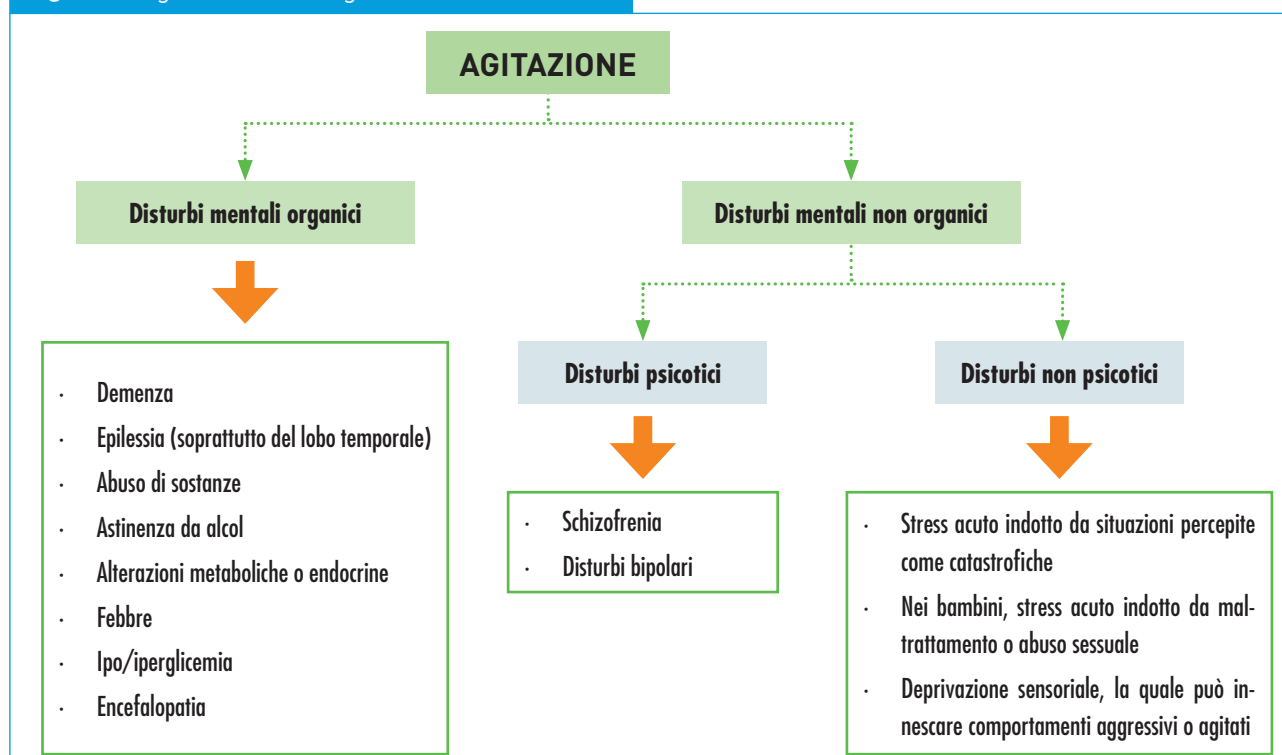 AGITAZIONE
Disturbi mentali organici
Disturbi mentali non organici
· Demenza
· Epilessia (soprattutto del lobo temporale)
· Abuso di sostanze
· Astinenza da alcol
· Alterazioni metaboliche o endocrine
· Febbre
· Ipo/iperglicemia
· Encefalopatia
Disturbi psicotici
· Schizofrenia
· Disturbi bipolari
Disturbi non psicotici
· Stress acuto indotto da situazioni percepite
come catastrofiche
· Nei bambini, stress acuto indotto da mal-
trattamento o abuso sessuale
· Deprivazione sensoriale, la quale può in-
nescare comportamenti aggressivi o agitati